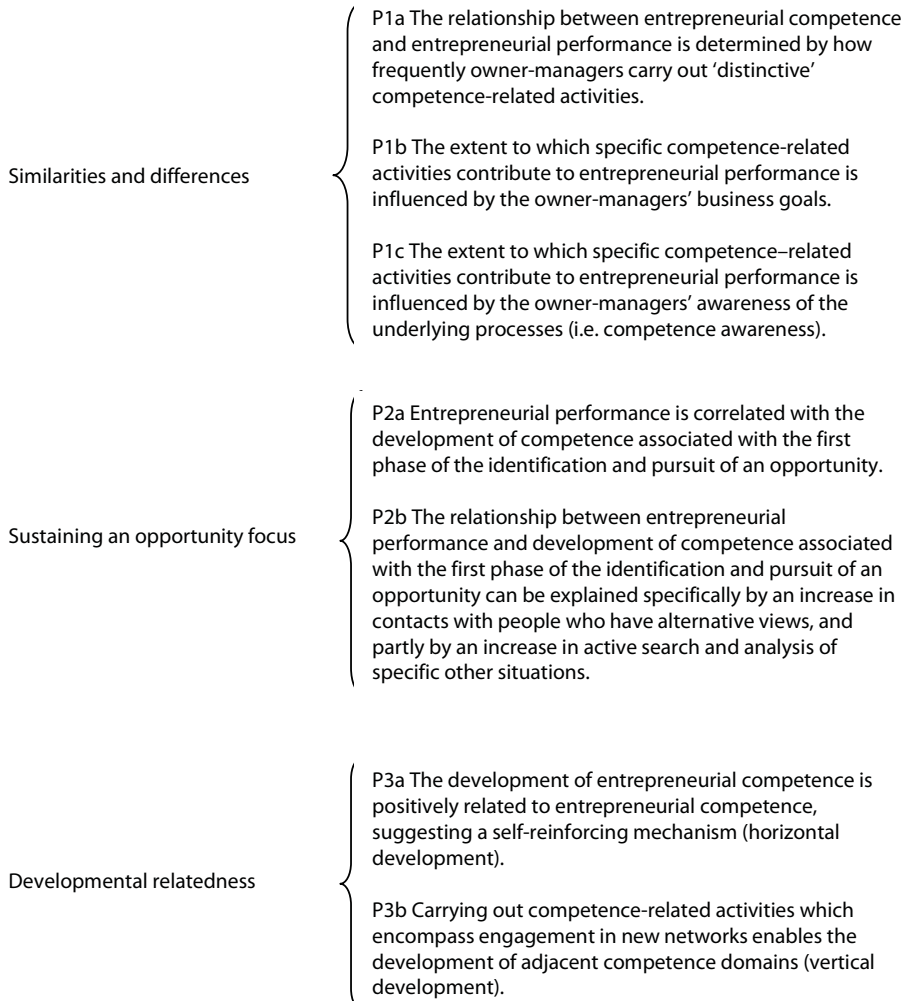 P1a The relationship between entrepreneurial competence
and entrepreneurial performance is determined by how
frequently owner-managers carry out ‘distinctive’
competence-related activities.
Similarities and differences
P1b The extent to which specific competence-related
activities contribute to entrepreneurial performance is
influenced by the owner-managers’ business goals.
P1c The extent to which specific competence–related
activities contribute to entrepreneurial performance is
influenced by the owner-managers’ awareness of the
underlying processes (i.e. competence awareness).
P2a Entrepreneurial performance is correlated with the
development of competence associated with the first
phase of the identification and pursuit of an opportunity.
Sustaining an opportunity focus
P2b The relationship between entrepreneurial
performance and development of competence associated
with the first phase of the identification and pursuit of an
opportunity can be explained specifically by an increase in
contacts with people who have alternative views, and
partly by an increase in active search and analysis of
specific other situations.
P3a The development of entrepreneurial competence is
positively related to entrepreneurial competence,
suggesting a self-reinforcing mechanism (horizontal
development).
Developmental relatedness
P3b Carrying out competence-related activities which
encompass engagement in new networks enables the
development of adjacent competence domains (vertical
development).